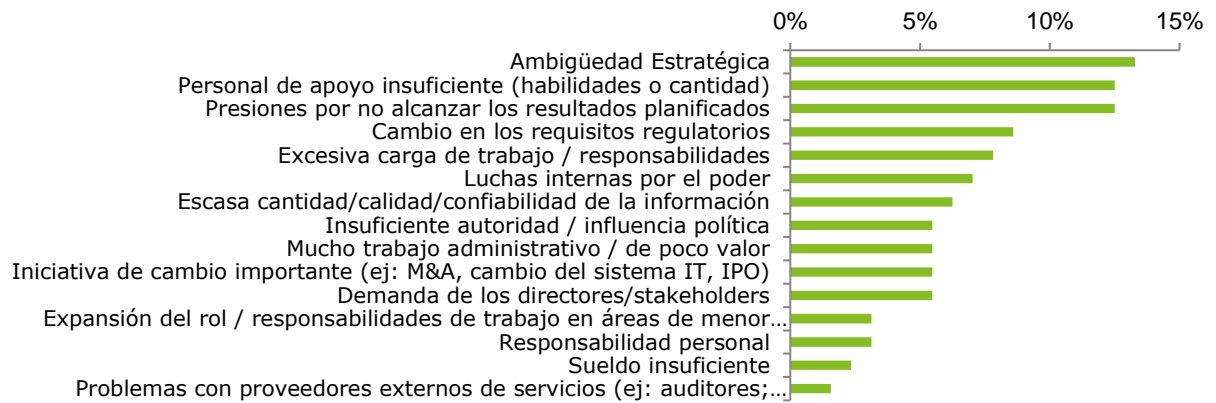 0% 5% 10% 15%
Ambigüedad Estratégica
Personal de apoyo insuficiente (habilidades o cantidad)
Presiones por no alcanzar los resultados planificados
Cambio en los requisitos regulatorios
Excesiva carga de trabajo / responsabilidades
Luchas internas por el poder
Escasa cantidad/calidad/confiabilidad de la información
Insuficiente autoridad / influencia política
Mucho trabajo administrativo / de poco valor
Iniciativa de cambio importante (ej: M&A, cambio del sistema IT, IPO)
Demanda de los directores/stakeholders
Expansión del rol / responsabilidades de trabajo en áreas de menor…
Responsabilidad personal
Sueldo insuficiente
Problemas con proveedores externos de servicios (ej: auditores;…